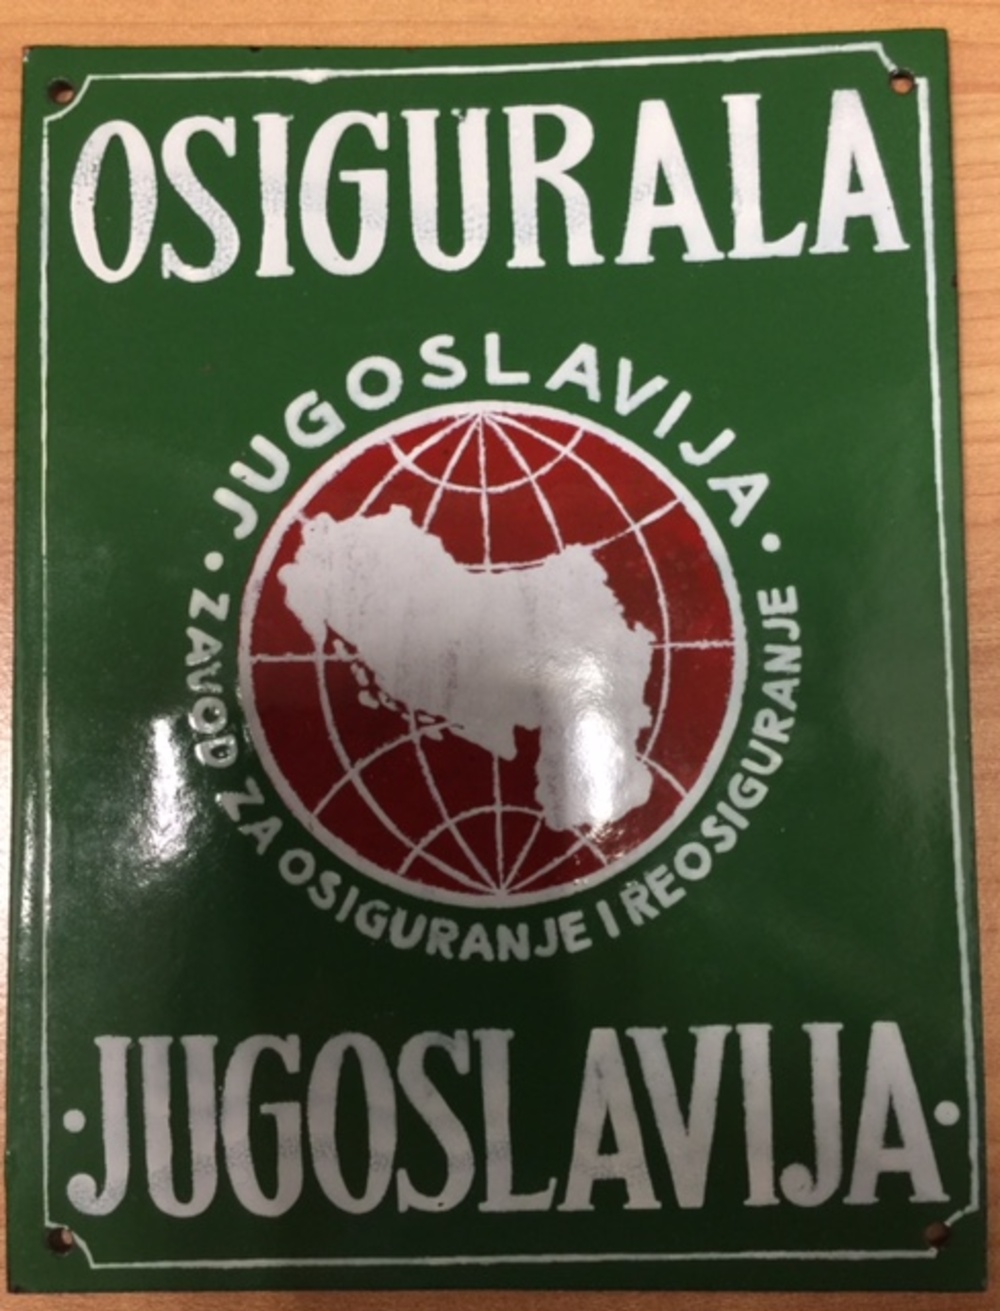 OSIGURALA
· JUGOSLAVIJA ·
ZAVOD ZA OSIGURANJE I REOSIGURANJE
·JUGOSLAVIJA·